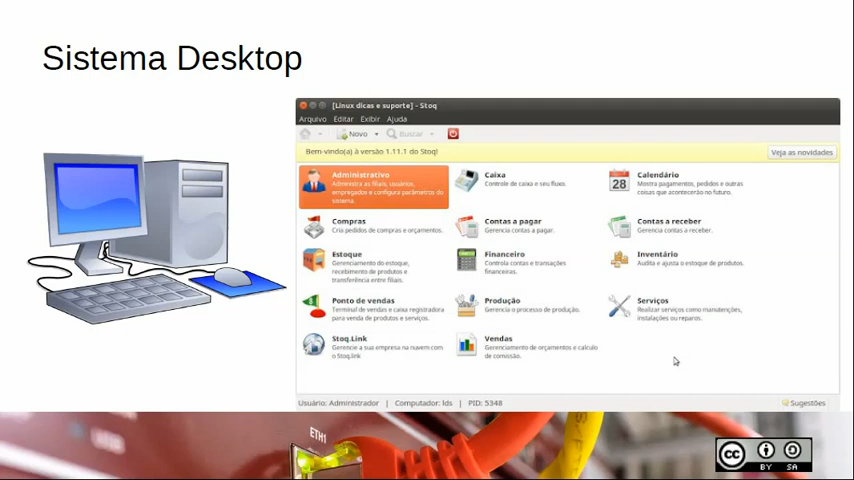 Sistema Desktop
[Linux dicas e suporte] - Stoq
Arquivo Editar Exibir Ajuda
Novo Buscar
Bem-vindo(a) à versão 1.11.1 do Stoq!
Veja as novidades
Administrativo
Administra as filiais, usuários,
empregados e configura parâmetros do
sistema.
Caixa
Controle de caixa e seu fluxo.
28
Calendário
Mostra pagamentos, pedidos e outras
coisas que acontecerão no futuro.
Compras
Cria pedidos de compras e orçamentos.
Contas a pagar
Gerencia contas a pagar.
Contas a receber
Gerencia contas a receber.
Estoque
Gerenciamento do estoque,
recebimento de produtos e
transferência entre filiais.
Financeiro
Controla contas e transações
financeiras.
Inventário
Audita e ajusta o estoque de produtos.
Ponto de vendas
Terminal de vendas e caixa registradora
para venda de produtos e serviços.
Produção
Gerencia o processo de produção.
Serviços
Realizar serviços como manutenções,
instalações ou reparos.
Stoq.Link
Gerencie a sua empresa na nuvem com
o Stoq.link
Vendas
Gerenciamento de orçamentos e calculo
de comissão.
Usuário: Administrador | Computador: lds | PID: 5348
Sugestões
ETH1
cc
BY SA